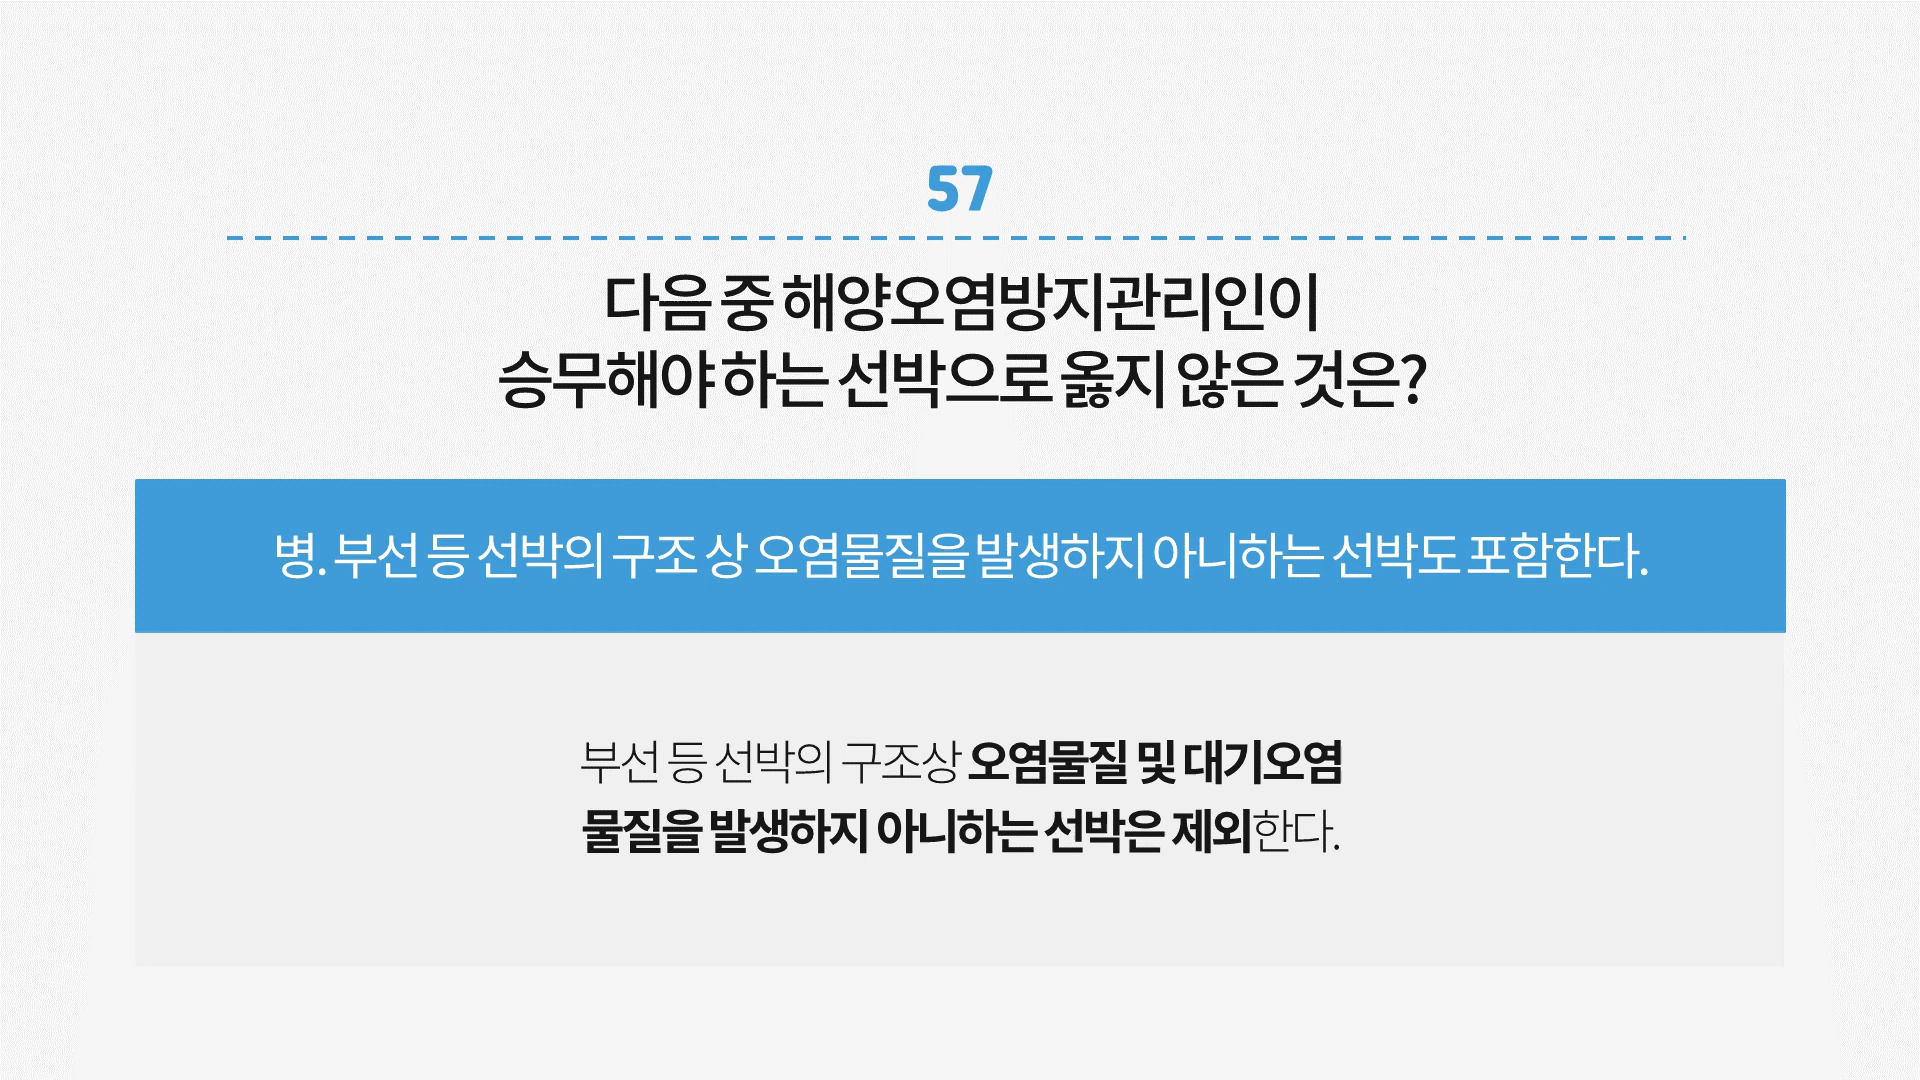 57
다음 중 해양오염방지관리인이
승무해야 하는 선박으로 옳지 않은 것은?
병. 부선 등 선박의 구조 상 오염물질을 발생하지 아니하는 선박도 포함한다.
부선 등 선박의 구조상 오염물질 및 대기오염
물질을 발생하지 아니하는 선박은 제외한다.